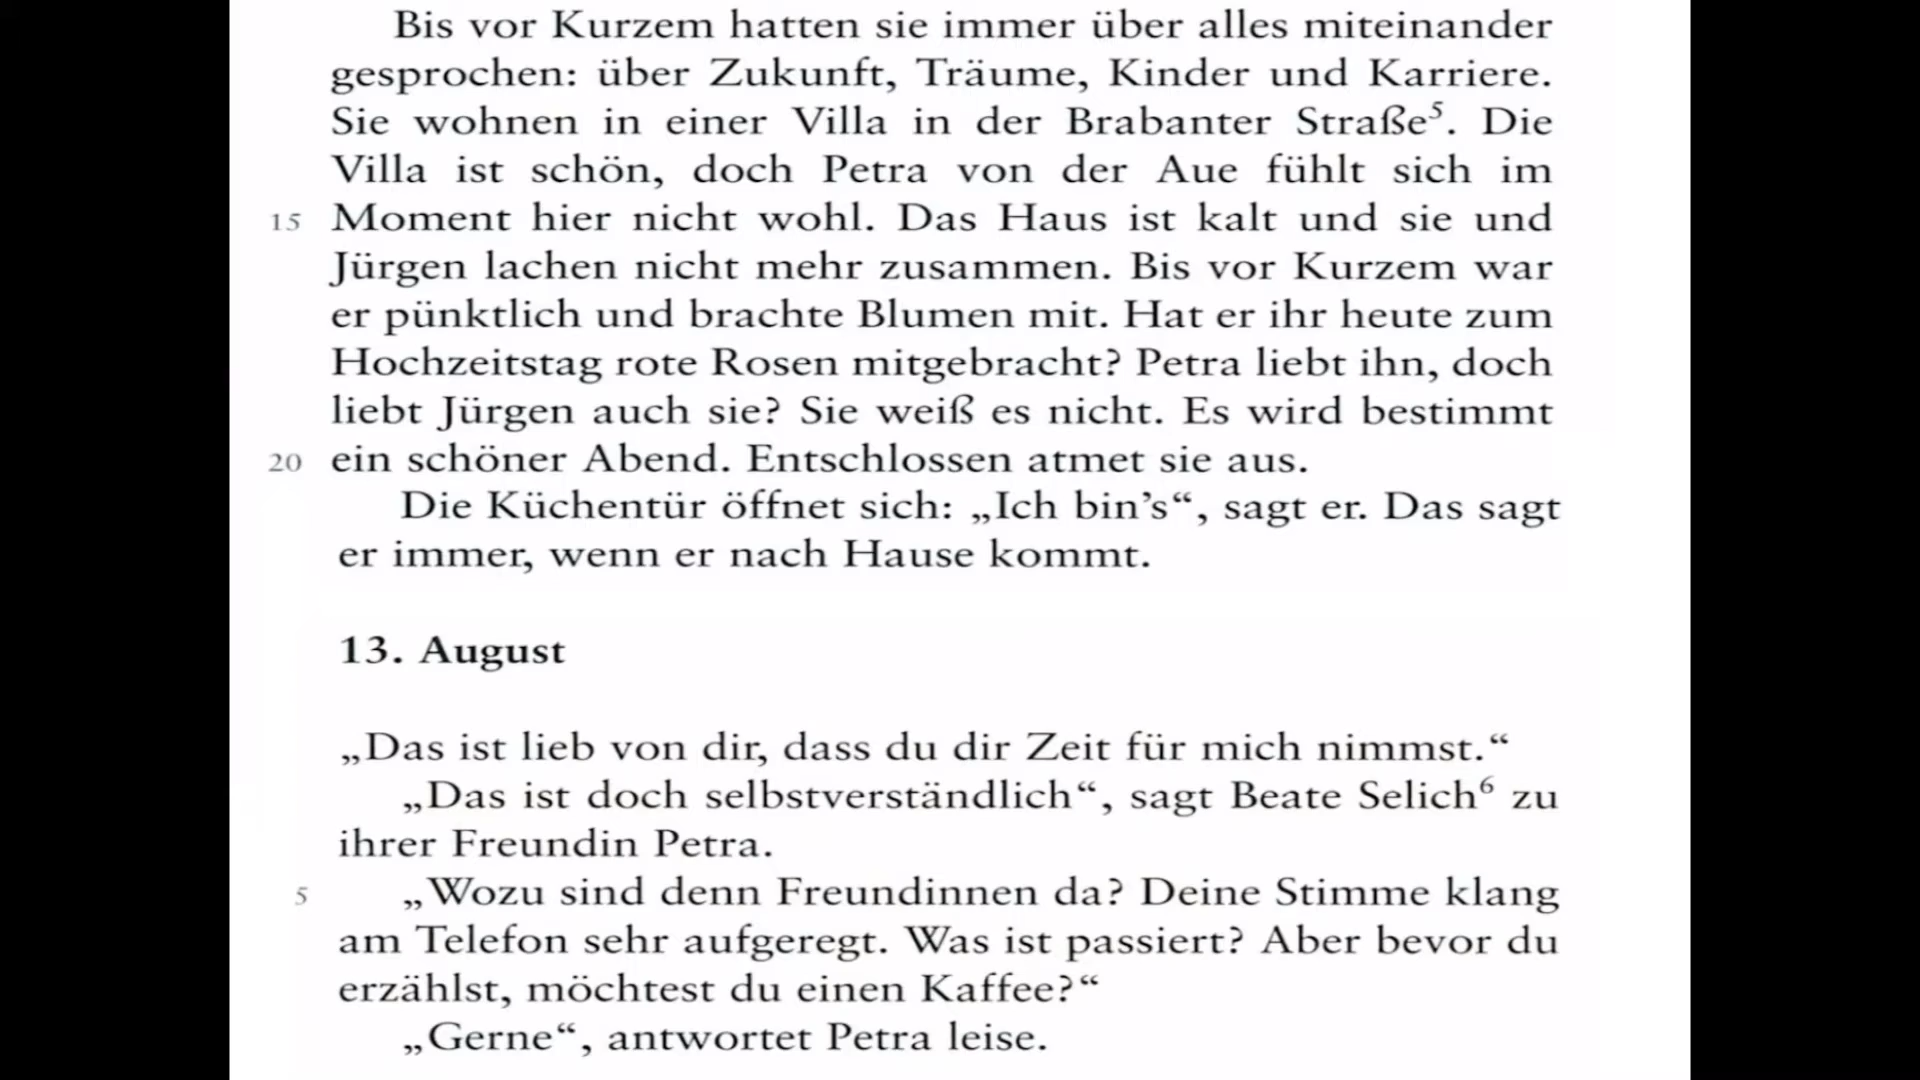 Bis vor Kurzem hatten sie immer über alles miteinander
gesprochen: über Zukunft, Träume, Kinder und Karriere.
Sie wohnen in einer Villa in der Brabanter Straße⁵. Die
Villa ist schön, doch Petra von der Aue fühlt sich im
15 Moment hier nicht wohl. Das Haus ist kalt und sie und
Jürgen lachen nicht mehr zusammen. Bis vor Kurzem war
er pünktlich und brachte Blumen mit. Hat er ihr heute zum
Hochzeitstag rote Rosen mitgebracht? Petra liebt ihn, doch
liebt Jürgen auch sie? Sie weiß es nicht. Es wird bestimmt
20 ein schöner Abend. Entschlossen atmet sie aus.
Die Küchentür öffnet sich: „Ich bin’s“, sagt er. Das sagt
er immer, wenn er nach Hause kommt.
13. August
„Das ist lieb von dir, dass du dir Zeit für mich nimmst.“
„Das ist doch selbstverständlich“, sagt Beate Selich⁶ zu
ihrer Freundin Petra.
5 „Wozu sind denn Freundinnen da? Deine Stimme klang
am Telefon sehr aufgeregt. Was ist passiert? Aber bevor du
erzählst, möchtest du einen Kaffee?“
„Gerne“, antwortet Petra leise.